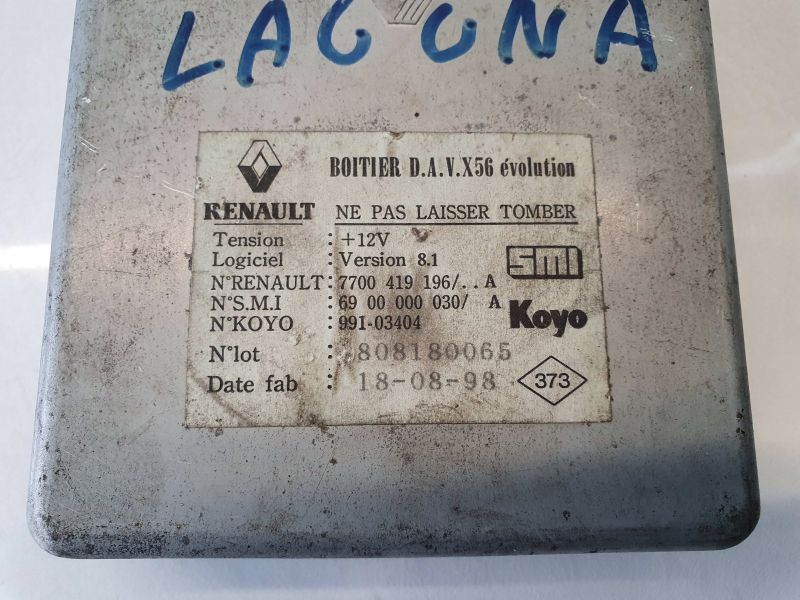 LAGUNA
BOITIER D.A.V.X56 évolution
RENAULT NE PAS LAISSER TOMBER
Tension : +12V
Logiciel : Version 8.1
N°RENAULT: 7700 419 196/..A
N°S.M.I : 69 00 000 030/ A
N°KOYO : 991-03404
smi
Koyo
N°lot : 808180065
Date fab : 18-08-98
373